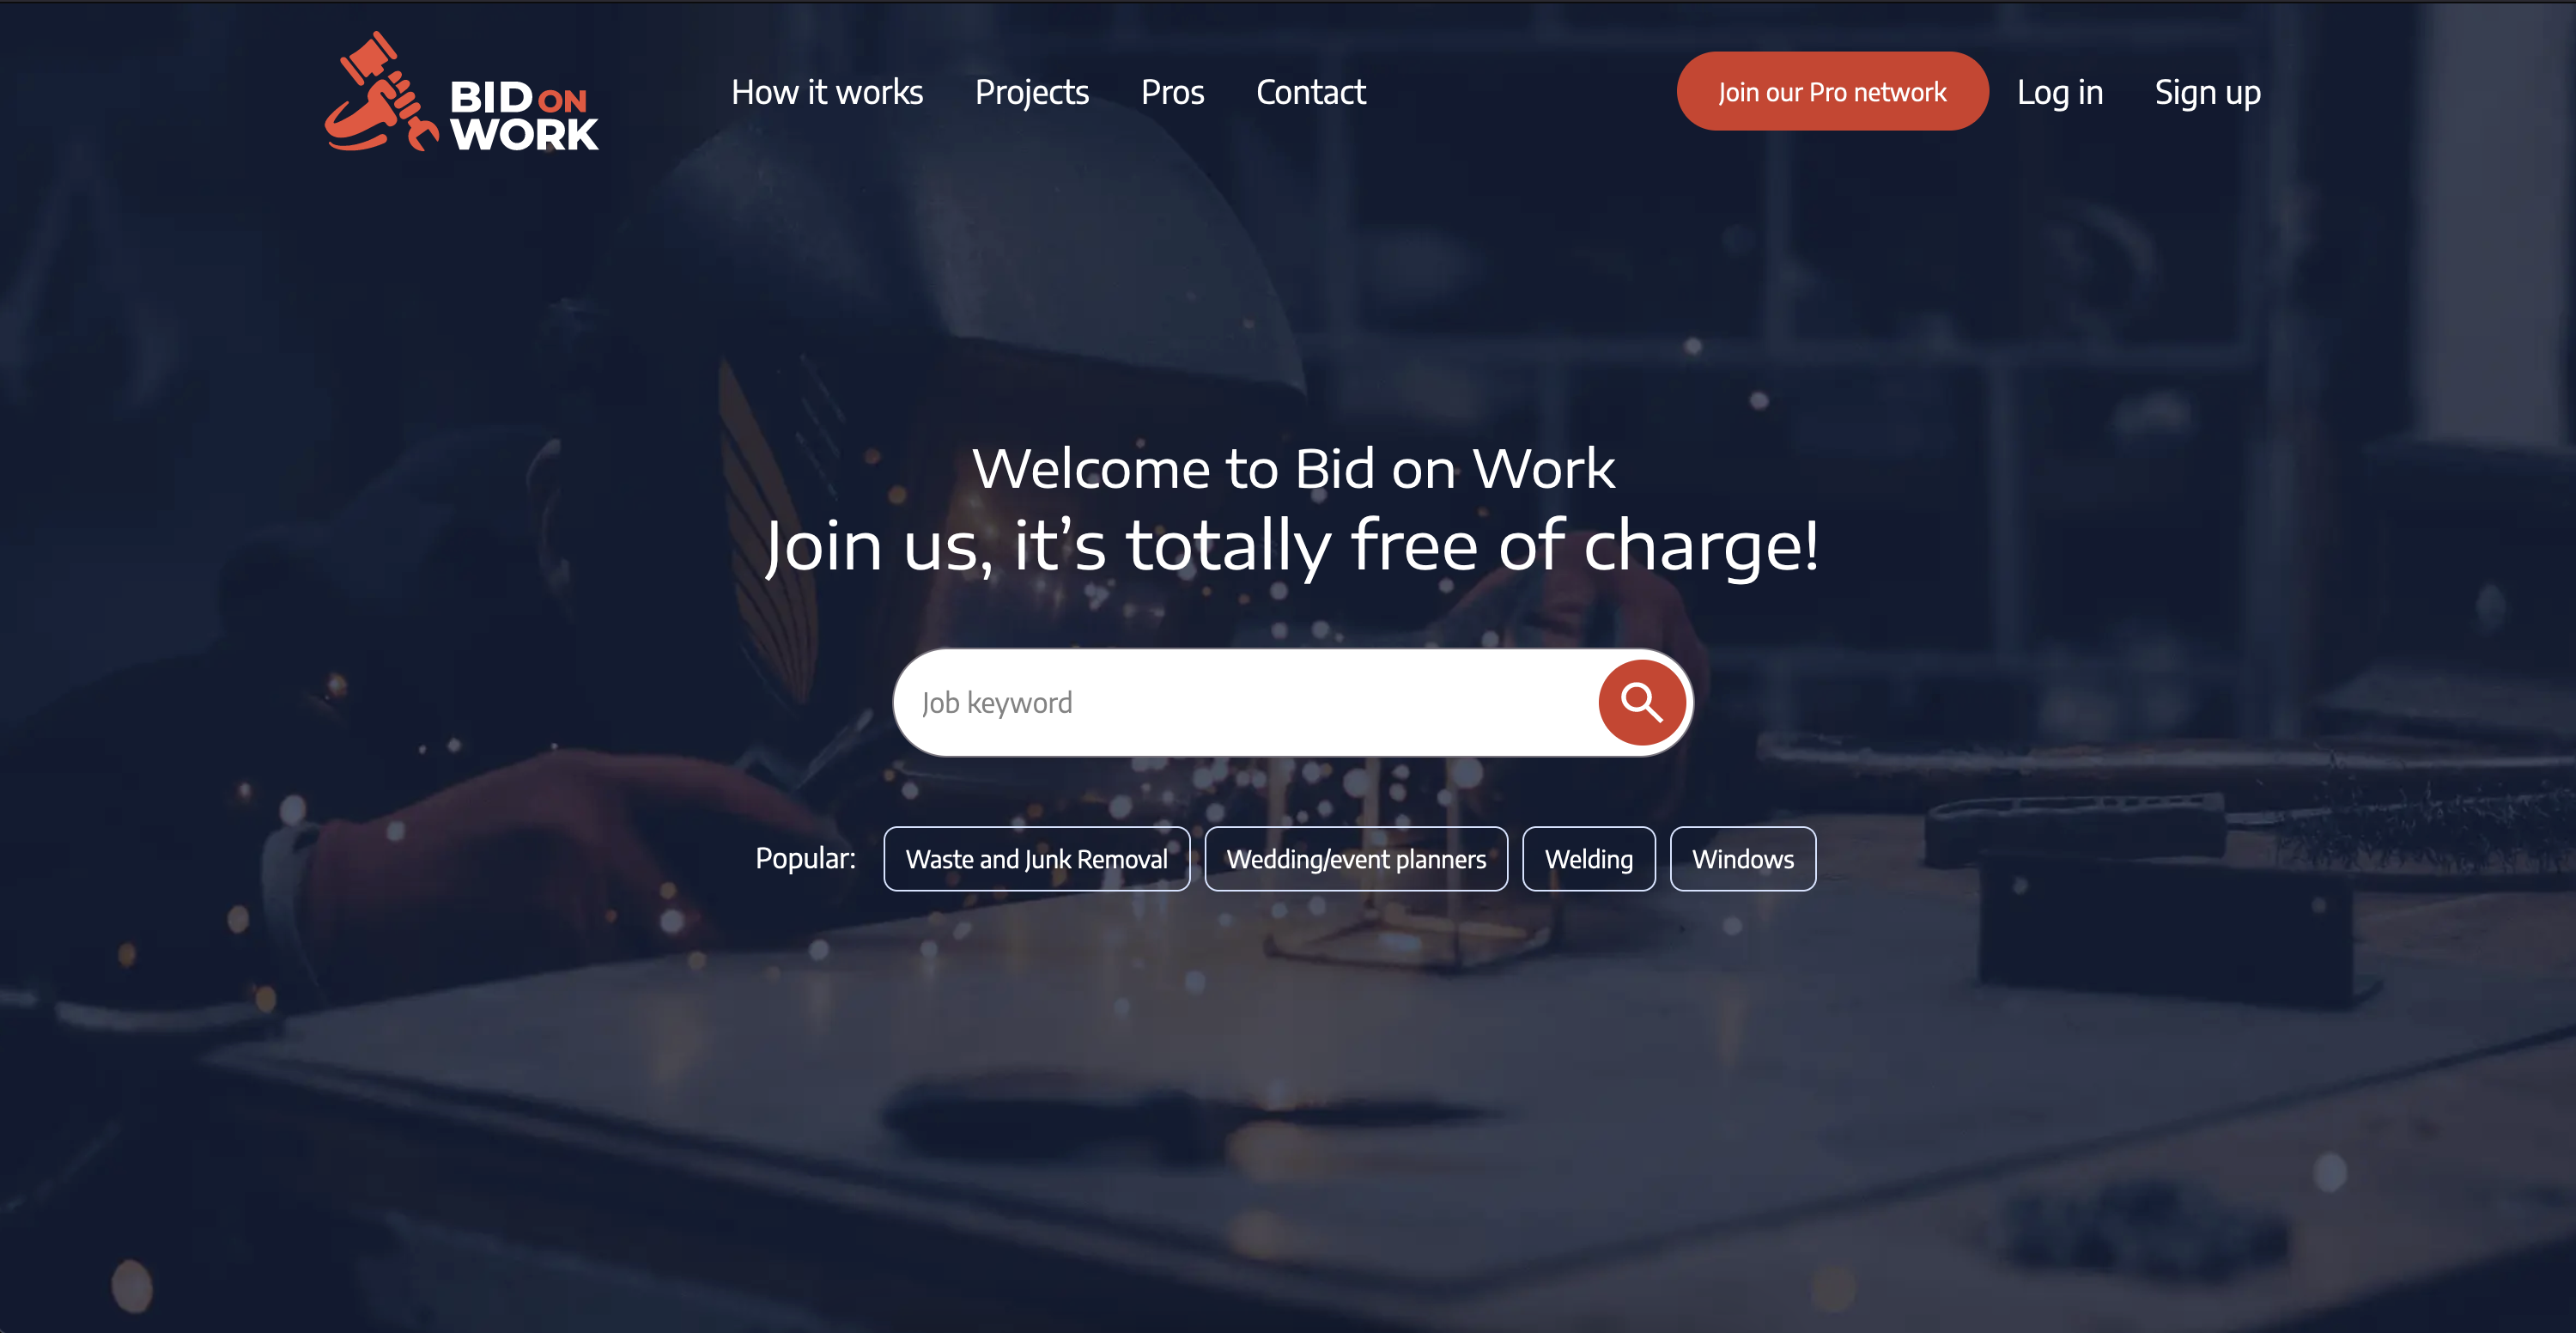 BID ON
WORK
How it works
Projects
Pros
Contact
Join our Pro network
Log in
Sign up
Welcome to Bid on Work
Join us, it’s totally free of charge!
Job keyword
Popular:
Waste and Junk Removal
Wedding/event planners
Welding
Windows